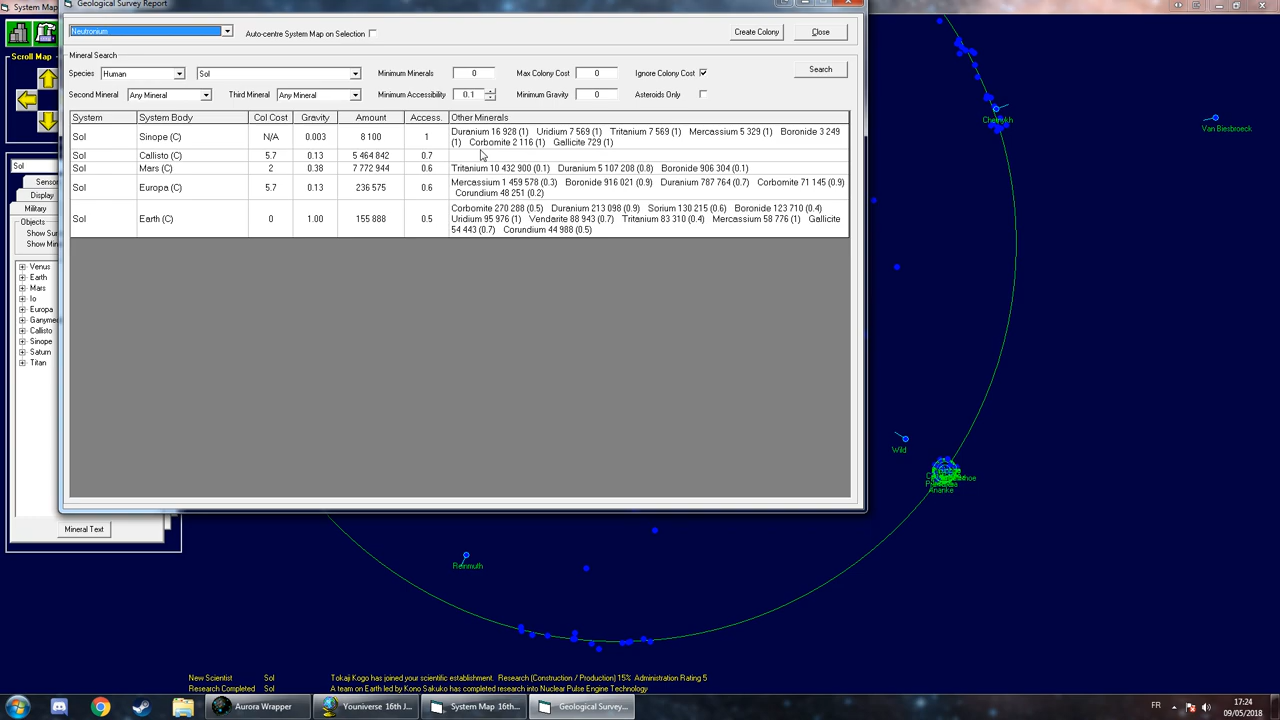 System Map
Geological Survey Report
Neutronium
Auto-centre System Map on Selection
Create Colony
Close
Scroll Map
Mineral Search
Species
Human
Sol
Minimum Minerals
0
Max Colony Cost
0
Ignore Colony Cost
Search
Second Mineral
Any Mineral
Third Mineral
Any Mineral
Minimum Accessibility
0.1
Minimum Gravity
0
Asteroids Only
System
System Body
Col Cost
Gravity
Amount
Access.
Other Minerals
Sol
Sinope (C)
N/A
0.003
8 100
1
Duranium 16 928 (1) Uridium 7 569 (1) Tritanium 7 569 (1) Mercassium 5 329 (1) Boronide 3 249
(1) Corbomite 2 116 (1) Gallicite 729 (1)
Sol
Callisto (C)
5.7
0.13
5 464 842
0.7
Sol
Mars (C)
2
0.38
7 772 944
0.6
Tritanium 10 432 900 (0.1) Duranium 5 107 208 (0.8) Boronide 906 304 (0.1)
Sol
Europa (C)
5.7
0.13
236 575
0.6
Mercassium 1 459 578 (0.3) Boronide 916 021 (0.9) Duranium 787 764 (0.7) Corbomite 71 145 (0.9)
Corundium 48 251 (0.2)
Sol
Earth (C)
0
1.00
155 888
0.5
Corbomite 270 288 (0.5) Duranium 213 098 (0.9) Sorium 130 215 (0.6) Boronide 123 710 (0.4)
Uridium 95 976 (1) Vendarite 88 943 (0.7) Tritanium 83 310 (0.4) Mercassium 58 776 (1) Gallicite
54 443 (0.7) Corundium 44 988 (0.5)
Sol
Sensor
Display
Military
Objects
Show Sur
Show Min
Venus
Earth
Mars
Io
Europa
Ganymed
Callisto
Sinope
Saturn
Titan
Mineral Text
Chernykh
Van Biesbroeck
Wild
Ananke
Reinmuth
New Scientist
Sol
Tokaji Kogo has joined your scientific establishment. Research (Construction / Production) 15% Administration Rating 5
Research Completed
Sol
A team on Earth led by Kono Sakuko has completed research into Nuclear Pulse Engine Technology
Aurora Wrapper
Youniverse 16th J...
System Map 16th...
Geological Survey...
FR
17:24
09/05/2018